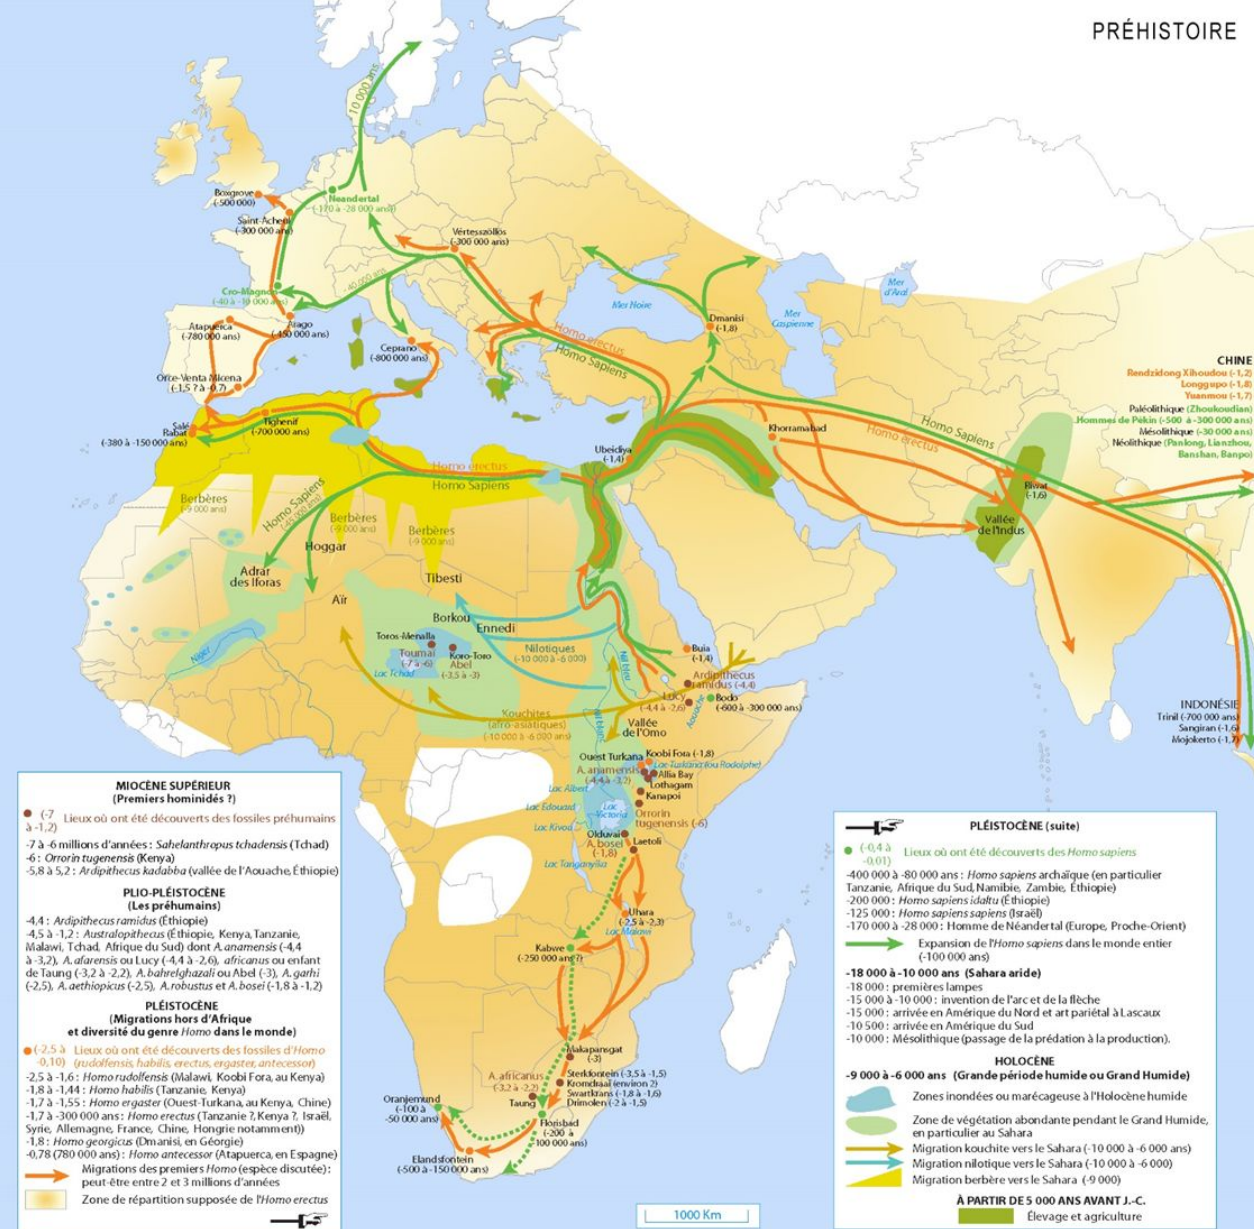 PRÉHISTOIRE
10 000 ans
Boxgrove
(-500 000)
Saint-Acheul
(-300 000 ans)
Neandertal
(-170 à -28 000 ans)
Vértesszöllös
(-300 000 ans)
Cro-Magnon
(-40 à -10 000 ans)
- 40 000 ans
Mer Noire
Mer
Caspienne
Mer
d'Aral
Atapuerca
(-780 000 ans)
Arago
(-450 000 ans)
Dmanisi
(-1,8)
Homo erectus
Homo Sapiens
Ceprano
(-800 000 ans)
Orce-Venta Micena
(-1,5 ? à -0,7)
CHINE
Rendzidong Xihoudou (-1,2)
Longgupo (-1,8)
Yuanmou (-1,7)
Paléolithique (Zhoukoudian)
Hommes de Pékin (-500 à -300 000 ans)
Mésolithique (-30 000 ans)
Néolithique (Panlong, Lianzhou,
Banshan, Banpo)
Salé
Rabat
(-380 à -150 000 ans)
Tighenif
(-700 000 ans)
Ubeidiya
(-1,4)
Khorramabad
Homo Sapiens
Homo erectus
Homo erectus
Homo Sapiens
Riwat
(-1,6)
Vallée
de l'Indus
Berbères
(-9 000 ans)
Homo Sapiens
(-45 000 ans)
Berbères
(-9 000 ans)
Berbères
(-9 000 ans)
Hoggar
Adrar
des Iforas
Tibesti
Aïr
Borkou
Ennedi
Niger
Toros-Menalla
Toumaï
(-7 à -6)
Koro-Toro
Abel
(-3,5 à -3)
Lac Tchad
Nilotiques
(-10 000 à -6 000)
Nil bleu
Nil blanc
Buia
(-1,4)
Ardipithecus
ramidus (-4,4)
Lucy
(-4,4 à -2,6)
Aouache
Bodo
(-600 à -300 000 ans)
Kouchites
(afro-asiatiques)
(-10 000 à -6 000 ans)
Vallée
de l'Omo
INDONÉSIE
Trinil (-700 000 ans)
Sangiran (-1,6)
Mojokerto (-1,7)
Ouest Turkana
Koobi Fora (-1,8)
Lac Turkana (ou Rodolphe)
A. anamensis
(-4,4 à -3,2)
Allia Bay
Lothagam
Kanapoi
Lac Albert
Lac Edouard
Lac Kivoo
Lac
Victoria
Orrorin
tugenensis (-6)
Olduvai
A. bosei
(-1,8)
Laetoli
Lac Tanganyika
Uhara
(-2,5 à -2,3)
Lac Malawi
Kabwe
(-250 000 ans ?)
Makapansgat
(-3)
Sterkfontein (-3,5 à -1,5)
Kromdraai (environ 2)
Swartkrans (-1,8 à -1,6)
Drimolen (-2 à -1,5)
A. africanus
(-3,2 à -2,2)
Taung
Oranjemund
(-100 à
-50 000 ans)
Florisbad
(-200 à
100 000 ans)
Elandsfontein
(-500 à -150 000 ans)
1000 Km
MIOCÈNE SUPÉRIEUR
(Premiers hominidés ?)
(-7
à -1,2)
Lieux où ont été découverts des fossiles préhumains
-7 à -6 millions d'années : Sahelanthropus tchadensis (Tchad)
-6 : Orrorin tugenensis (Kenya)
-5,8 à 5,2 : Ardipithecus kadabba (vallée de l'Aouache, Éthiopie)
PLIO-PLÉISTOCÈNE
(Les préhumains)
-4,4 : Ardipithecus ramidus (Éthiopie)
-4,5 à -1,2 : Australopithecus (Éthiopie, Kenya, Tanzanie,
Malawi, Tchad, Afrique du Sud) dont A. anamensis (-4,4
à -3,2), A. afarensis ou Lucy (-4,4 à -2,6), africanus ou enfant
de Taung (-3,2 à -2,2), A. bahrelghazali ou Abel (-3), A. garhi
(-2,5), A. aethiopicus (-2,5), A. robustus et A. bosei (-1,8 à -1,2)
PLÉISTOCÈNE
(Migrations hors d'Afrique
et diversité du genre Homo dans le monde)
(-2,5 à
-0,10)
Lieux où ont été découverts des fossiles d'Homo
(rudolfensis, habilis, erectus, ergaster, antecessor)
-2,5 à -1,6 : Homo rudolfensis (Malawi, Koobi Fora, au Kenya)
-1,8 à -1,44 : Homo habilis (Tanzanie, Kenya)
-1,7 à -1,55 : Homo ergaster (Ouest-Turkana, au Kenya, Chine)
-1,7 à -300 000 ans : Homo erectus (Tanzanie ?, Kenya ?, Israël,
Syrie, Allemagne, France, Chine, Hongrie notamment))
-1,8 : Homo georgicus (Dmanisi, en Géorgie)
-0,78 (780 000 ans) : Homo antecessor (Atapuerca, en Espagne)
Migrations des premiers Homo (espèce discutée) :
peut-être entre 2 et 3 millions d'années
Zone de répartition supposée de l'Homo erectus
PLÉISTOCÈNE (suite)
(-0,4 à
-0,01)
Lieux où ont été découverts des Homo sapiens
-400 000 à -80 000 ans : Homo sapiens archaïque (en particulier
Tanzanie, Afrique du Sud, Namibie, Zambie, Éthiopie)
-200 000 : Homo sapiens idaltu (Éthiopie)
-125 000 : Homo sapiens sapiens (Israël)
-170 000 à -28 000 : Homme de Néandertal (Europe, Proche-Orient)
Expansion de l'Homo sapiens dans le monde entier
(-100 000 ans)
-18 000 à -10 000 ans (Sahara aride)
-18 000 : premières lampes
-15 000 à -10 000 : invention de l'arc et de la flèche
-15 000 : arrivée en Amérique du Nord et art pariétal à Lascaux
-10 500 : arrivée en Amérique du Sud
-10 000 : Mésolithique (passage de la prédation à la production).
HOLOCÈNE
-9 000 à -6 000 ans (Grande période humide ou Grand Humide)
Zones inondées ou marécageuse à l'Holocène humide
Zone de végétation abondante pendant le Grand Humide,
en particulier au Sahara
Migration kouchite vers le Sahara (-10 000 à -6 000 ans)
Migration nilotique vers le Sahara (-10 000 à -6 000)
Migration berbère vers le Sahara (-9 000)
À PARTIR DE 5 000 ANS AVANT J.-C.
Élevage et agriculture